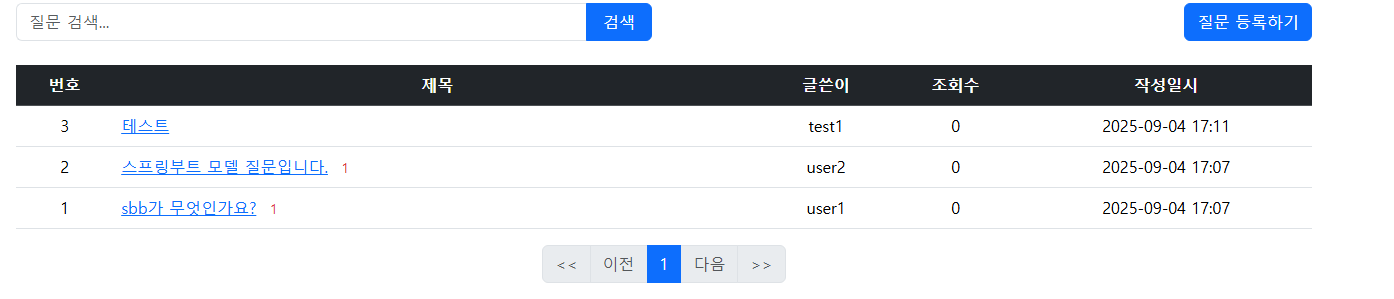 질문 검색... 검색 질문 등록하기
번호 제목 글쓴이 조회수 작성일시
3 테스트 test1 0 2025-09-04 17:11
2 스프링부트 모델 질문입니다. 1 user2 0 2025-09-04 17:07
1 sbb가 무엇인가요? 1 user1 0 2025-09-04 17:07
<< 이전 1 다음 >>